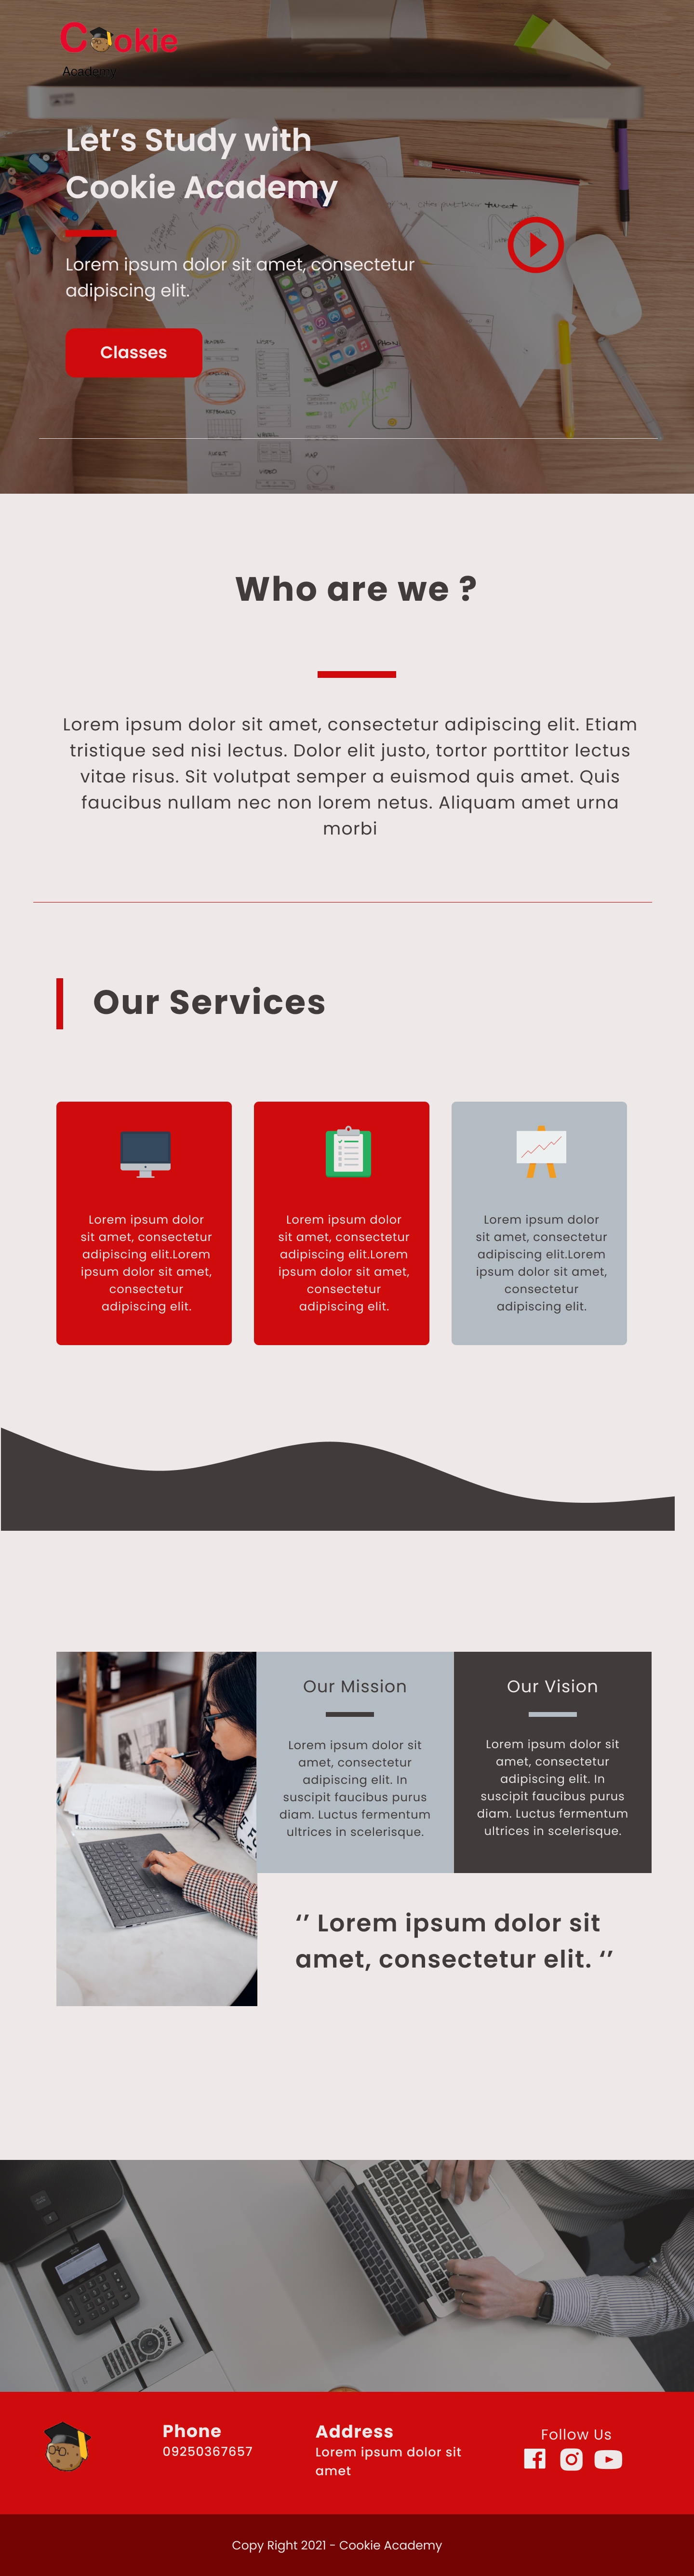 Cookie
Academy
Let's Study with
Cookie Academy
Lorem ipsum dolor sit amet, consectetur
adipiscing elit.
Classes
Who are we ?
Lorem ipsum dolor sit amet, consectetur adipiscing elit. Etiam
tristique sed nisi lectus. Dolor elit justo, tortor porttitor lectus
vitae risus. Sit volutpat semper a euismod quis amet. Quis
faucibus nullam nec non lorem netus. Aliquam amet urna
morbi
Our Services
Lorem ipsum dolor
sit amet, consectetur
adipiscing elit.Lorem
ipsum dolor sit amet,
consectetur
adipiscing elit.
Lorem ipsum dolor
sit amet, consectetur
adipiscing elit.Lorem
ipsum dolor sit amet,
consectetur
adipiscing elit.
Lorem ipsum dolor
sit amet, consectetur
adipiscing elit.Lorem
ipsum dolor sit amet,
consectetur
adipiscing elit.
Our Mission
Lorem ipsum dolor sit
amet, consectetur
adipiscing elit. In
suscipit faucibus purus
diam. Luctus fermentum
ultrices in scelerisque.
Our Vision
Lorem ipsum dolor sit
amet, consectetur
adipiscing elit. In
suscipit faucibus purus
diam. Luctus fermentum
ultrices in scelerisque.
‘’ Lorem ipsum dolor sit
amet, consectetur elit. ‘’
Phone
09250367657
Address
Lorem ipsum dolor sit
amet
Follow Us
Copy Right 2021 - Cookie Academy